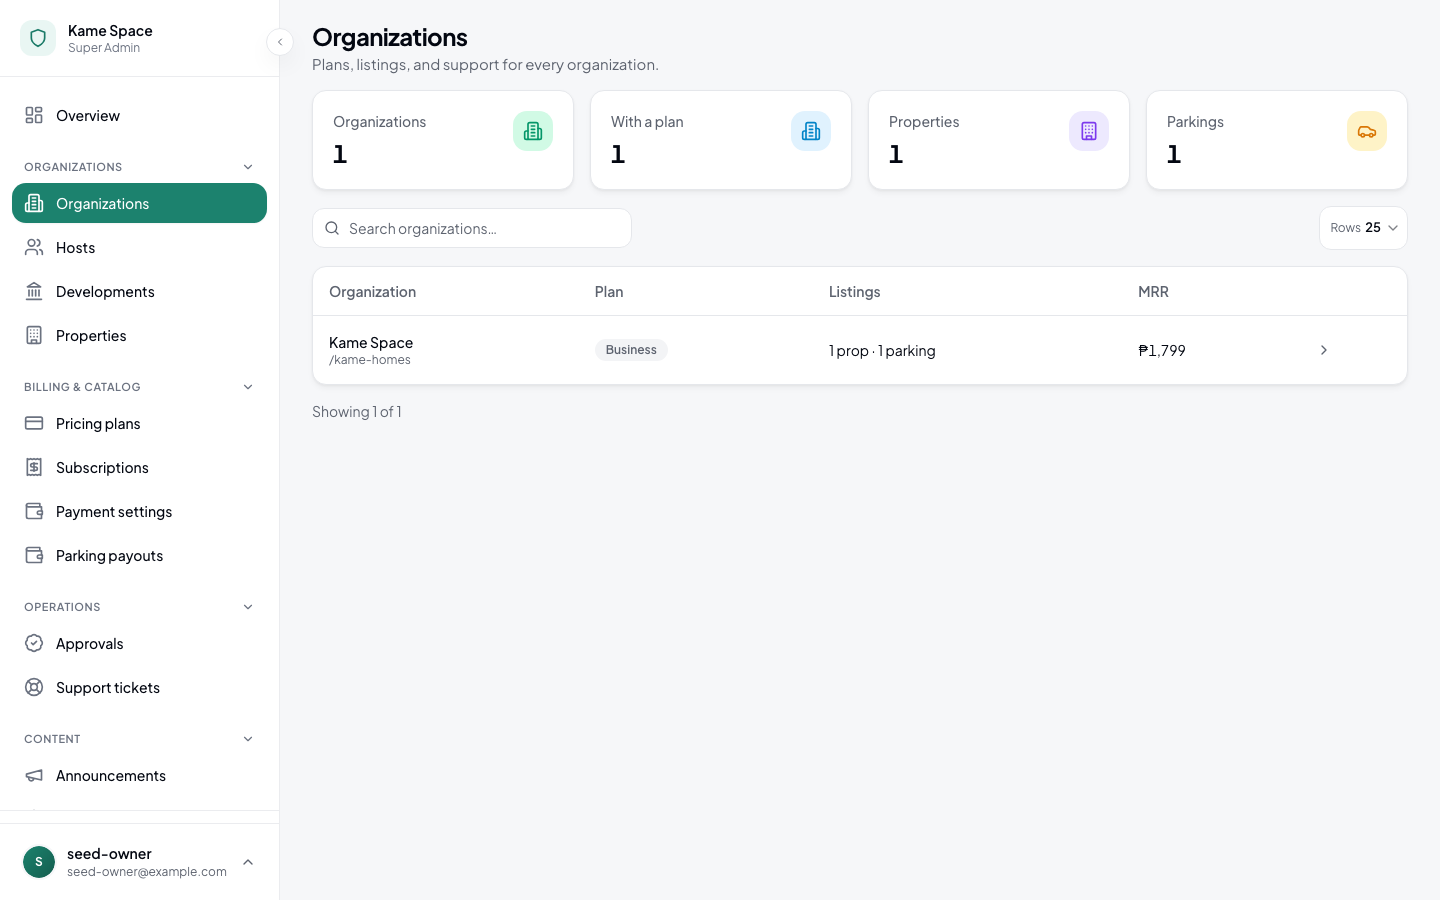 Kame Space
Super Admin
Overview
ORGANIZATIONS
Organizations
Hosts
Developments
Properties
BILLING & CATALOG
Pricing plans
Subscriptions
Payment settings
Parking payouts
OPERATIONS
Approvals
Support tickets
CONTENT
Announcements
S
seed-owner
seed-owner@example.com
Organizations
Plans, listings, and support for every organization.
Organizations
1
With a plan
1
Properties
1
Parkings
1
Search organizations...
Rows 25
Organization Plan Listings MRR
Kame Space
/kame-homes
Business
1 prop · 1 parking
₱1,799
Showing 1 of 1